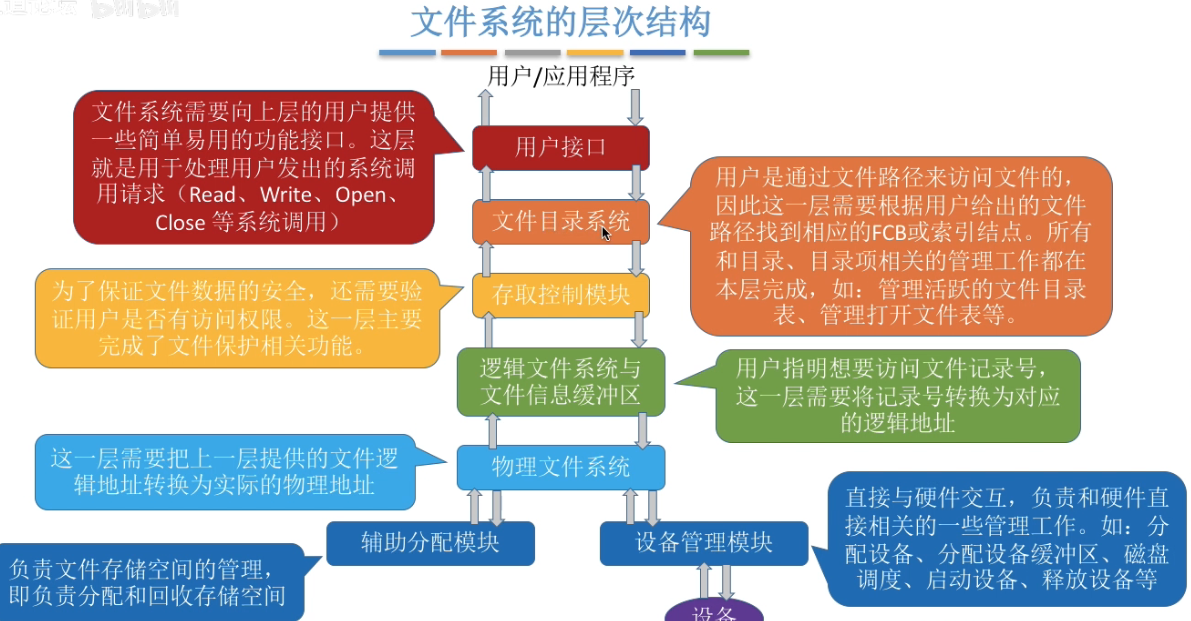 文件系统的层次结构
用户/应用程序
文件系统需要向上层的用户提供
一些简单易用的功能接口。这层
就是用于处理用户发出的系统调
用请求（Read、Write、Open、
Close 等系统调用）
用户接口
用户是通过文件路径来访问文件的，
因此这一层需要根据用户给出的文件
路径找到相应的FCB或索引结点。所有
和目录、目录项相关的管理工作都在
本层完成，如：管理活跃的文件目录
表、管理打开文件表等。
文件目录系统
为了保证文件数据的安全，还需要验
证用户是否有访问权限。这一层主要
完成了文件保护相关功能。
存取控制模块
逻辑文件系统与
文件信息缓冲区
用户指明想要访问文件记录号，
这一层需要将记录号转换为对应
的逻辑地址
这一层需要把上一层提供的文件逻
辑地址转换为实际的物理地址
物理文件系统
辅助分配模块
设备管理模块
直接与硬件交互，负责和硬件直
接相关的一些管理工作。如：分
配设备、分配设备缓冲区、磁盘
调度、启动设备、释放设备等
负责文件存储空间的管理，
即负责分配和回收存储空间
设备